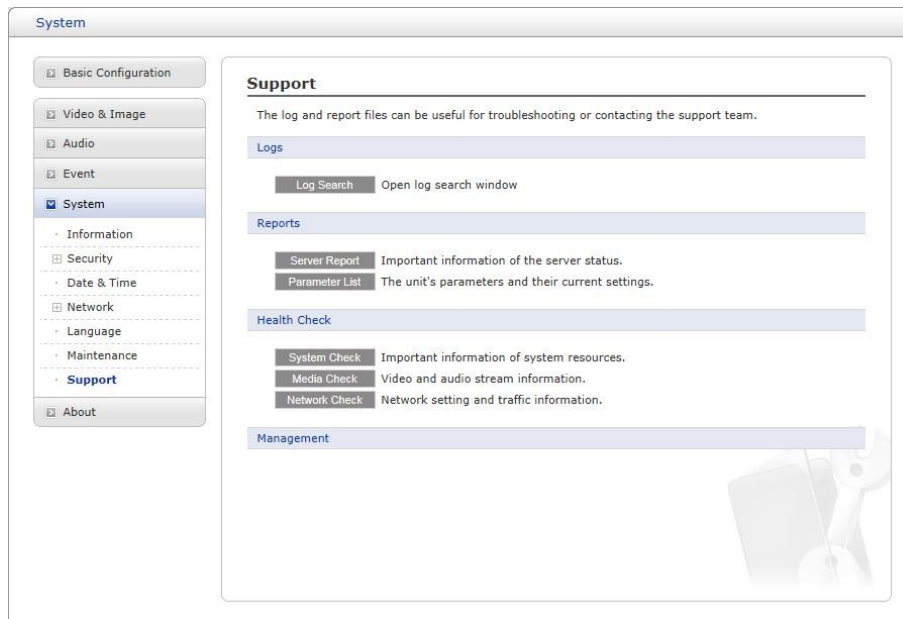 System
Basic Configuration
Video & Image
Audio
Event
System
Information
Security
Date & Time
Network
Language
Maintenance
Support
About
Support
The log and report files can be useful for troubleshooting or contacting the support team.
Logs
Log Search Open log search window
Reports
Server Report Important information of the server status.
Parameter List The unit's parameters and their current settings.
Health Check
System Check Important information of system resources.
Media Check Video and audio stream information.
Network Check Network setting and traffic information.
Management